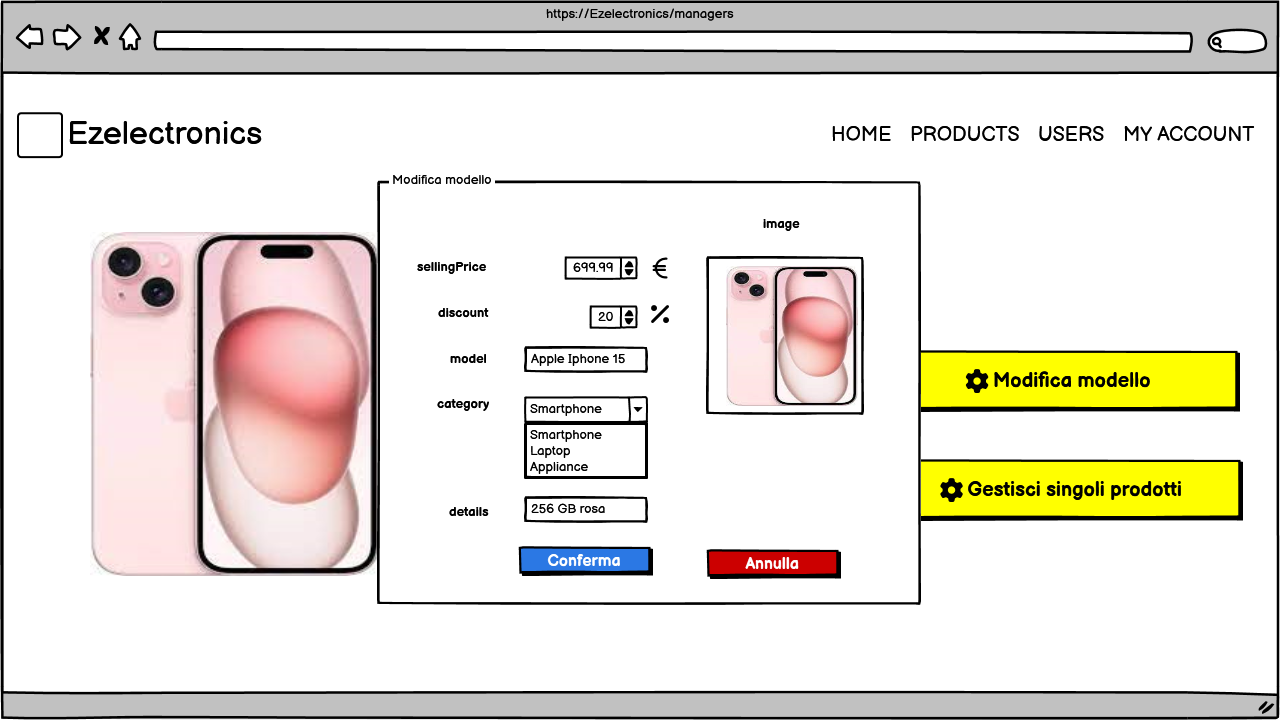 https://Ezelectronics/managers
Ezelectronics
HOME PRODUCTS USERS MY ACCOUNT
Modifica modello
image
sellingPrice 699.99 €
discount 20 %
model Apple Iphone 15
category Smartphone
Smartphone
Laptop
Appliance
details 256 GB rosa
Conferma Annulla
Modifica modello
Gestisci singoli prodotti